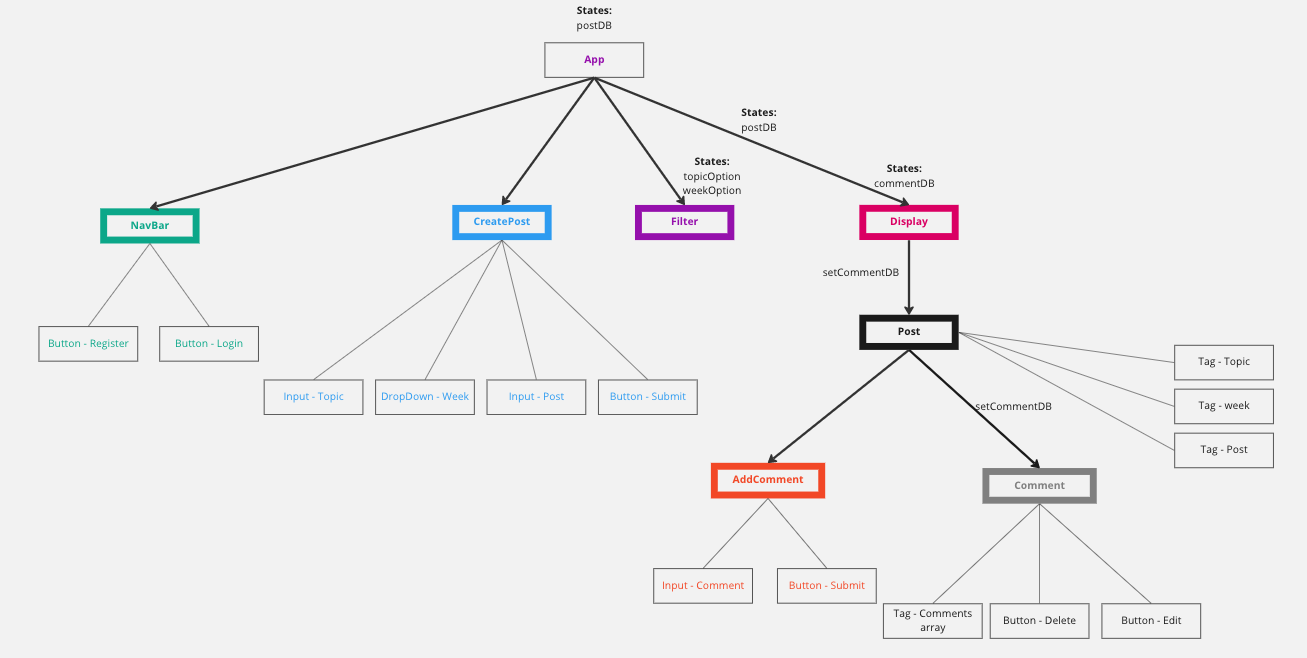 States:
postDB
App
States:
postDB
States:
topicOption
weekOption
States:
commentDB
NavBar
CreatePost
Filter
Display
setCommentDB
Post
Button - Register
Button - Login
Tag - Topic
Input - Topic
DropDown - Week
Input - Post
Button - Submit
Tag - week
setCommentDB
Tag - Post
AddComment
Comment
Input - Comment
Button - Submit
Tag - Comments
array
Button - Delete
Button - Edit